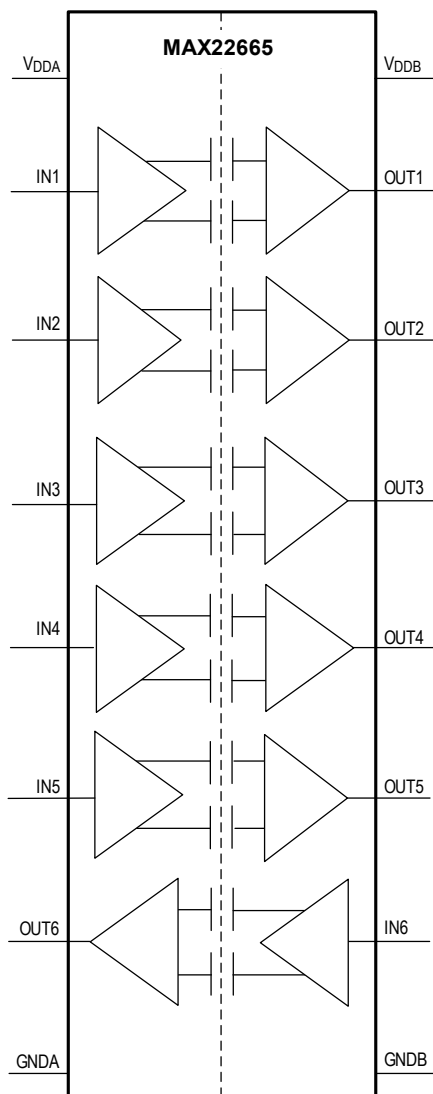 MAX22665
VDDA
VDDB
IN1
OUT1
IN2
OUT2
IN3
OUT3
IN4
OUT4
IN5
OUT5
OUT6
IN6
GNDA
GNDB